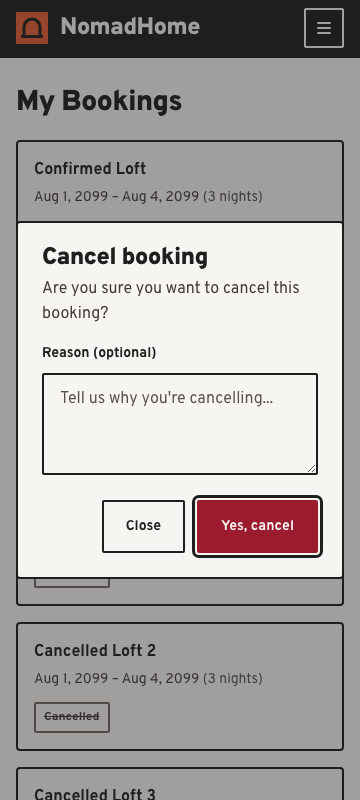 NomadHome
My Bookings
Confirmed Loft
Aug 1, 2099 – Aug 4, 2099 (3 nights)
Cancel booking
Are you sure you want to cancel this
booking?
Reason (optional)
Tell us why you're cancelling...
Close
Yes, cancel
Cancelled Loft 2
Aug 1, 2099 – Aug 4, 2099 (3 nights)
Cancelled
Cancelled Loft 3